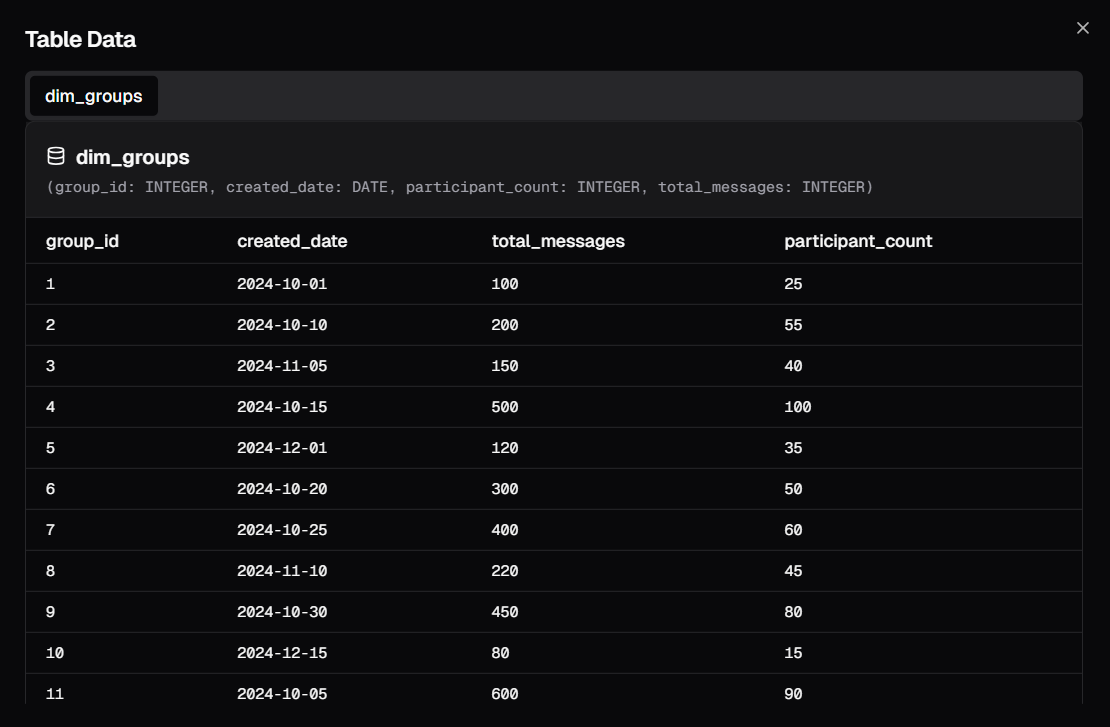 Table Data
dim_groups
dim_groups
(group_id: INTEGER, created_date: DATE, participant_count: INTEGER, total_messages: INTEGER)
group_id created_date total_messages participant_count
1 2024-10-01 100 25
2 2024-10-10 200 55
3 2024-11-05 150 40
4 2024-10-15 500 100
5 2024-12-01 120 35
6 2024-10-20 300 50
7 2024-10-25 400 60
8 2024-11-10 220 45
9 2024-10-30 450 80
10 2024-12-15 80 15
11 2024-10-05 600 90